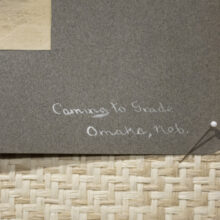 Coming to Grade
Omaha, Neb.